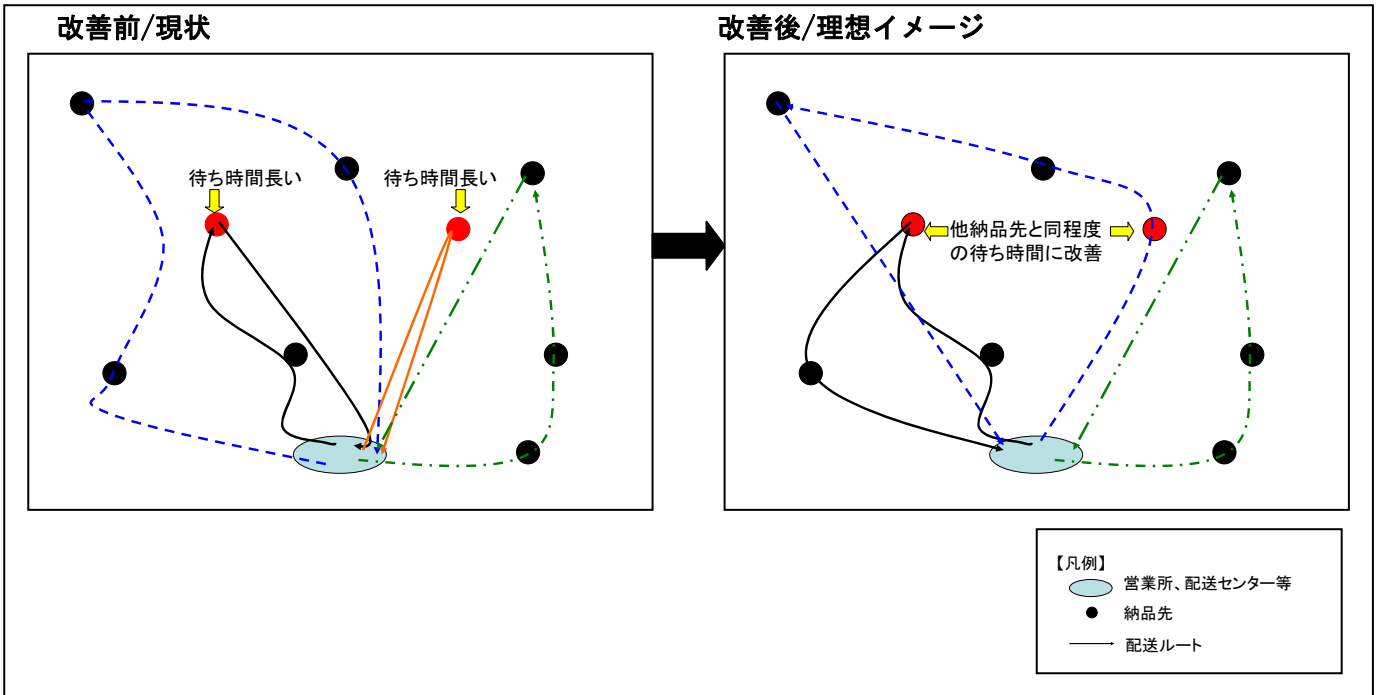 改善前/現状
改善後/理想イメージ
待ち時間長い
待ち時間長い
他納品先と同程度
の待ち時間に改善
【凡例】
営業所、配送センター等
納品先
配送ルート